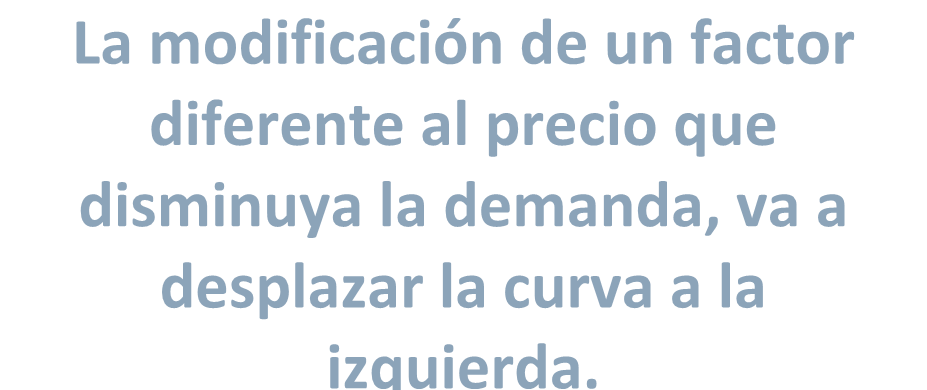 La modificación de un factor
diferente al precio que
disminuya la demanda, va a
desplazar la curva a la
izquierda.